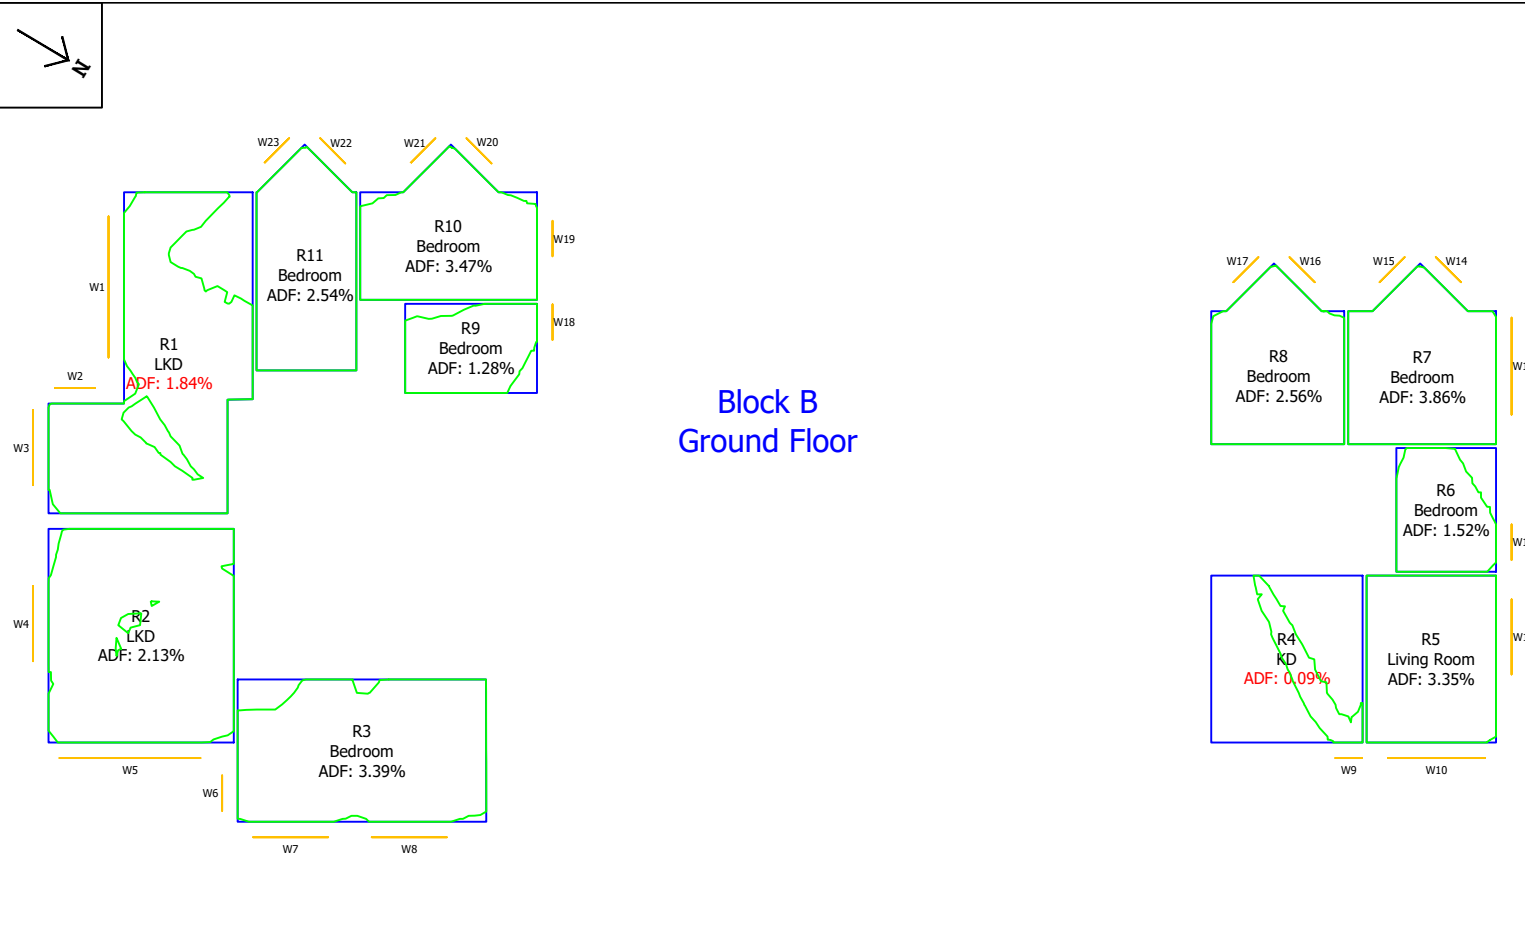 N
W23
W22
W21
W20
R10
Bedroom
ADF: 3.47%
W19
R11
Bedroom
ADF: 2.54%
W1
R1
LKD
ADF: 1.84%
R9
Bedroom
ADF: 1.28%
W18
W2
W3
Block B
Ground Floor
W17
W16
W15
W14
R8
Bedroom
ADF: 2.56%
R7
Bedroom
ADF: 3.86%
R6
Bedroom
ADF: 1.52%
R2
LKD
ADF: 2.13%
W4
W5
R3
Bedroom
ADF: 3.39%
W6
W7
W8
R4
KD
ADF: 0.09%
R5
Living Room
ADF: 3.35%
W9
W10